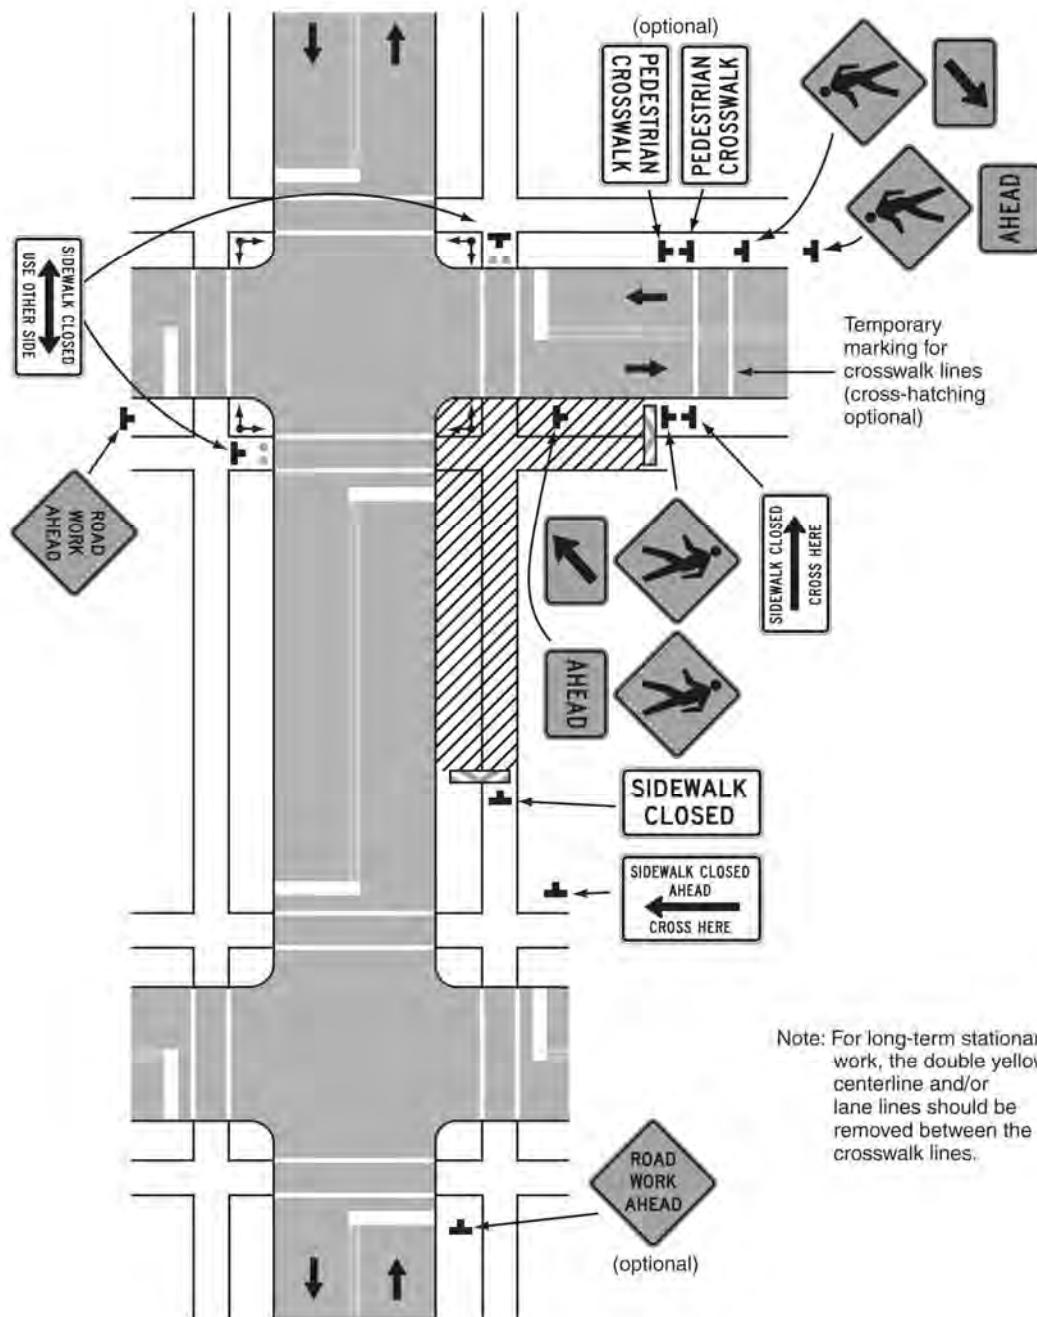 (optional)
PEDESTRIAN
CROSSWALK
PEDESTRIAN
CROSSWALK
AHEAD
SIDEWALK CLOSED
USE OTHER SIDE
Temporary
marking for
crosswalk lines
(cross-hatching
optional)
ROAD
WORK
AHEAD
SIDEWALK CLOSED
CROSS HERE
AHEAD
SIDEWALK
CLOSED
SIDEWALK CLOSED
AHEAD
CROSS HERE
Note: For long-term stationar
work, the double yellow
centerline and/or
lane lines should be
removed between the
crosswalk lines.
ROAD
WORK
AHEAD
(optional)